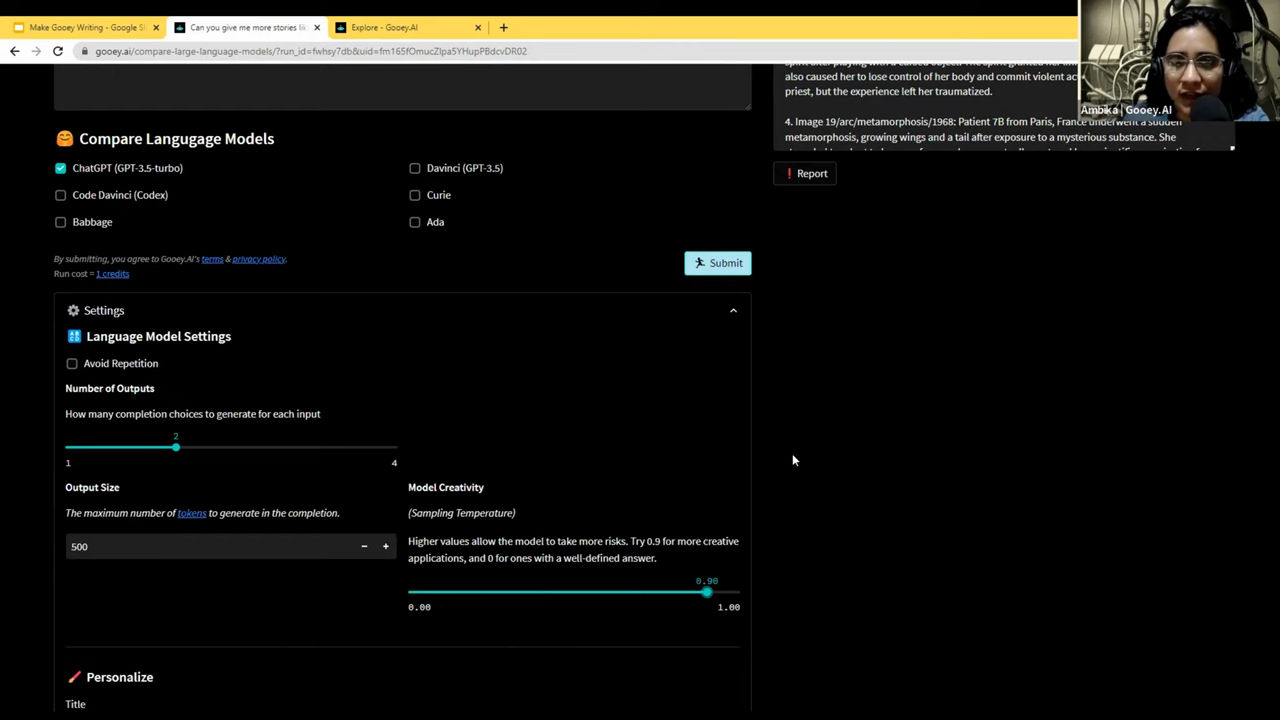 Make Gooey Writing - Google Sl
Can you give me more stories li
Explore - Gooey.AI
gooey.ai/compare-large-language-models/?run_id=fwhsy7db&uid=fm165fOmucZlpa5YHupPBdcvDR02
also caused her to lose control of her body and commit violent ac
priest, but the experience left her traumatized.
Ambika | Gooey.AI
4. Image 19/arc/metamorphosis/1968: Patient 7B from Paris, France underwent a sudden
metamorphosis, growing wings and a tail after exposure to a mysterious substance. She
Compare Langugage Models
ChatGPT (GPT-3.5-turbo)
Davinci (GPT-3.5)
Report
Code Davinci (Codex)
Curie
Babbage
Ada
By submitting, you agree to Gooey.AI's terms & privacy policy.
Run cost = 1 credits
Submit
Settings
Language Model Settings
Avoid Repetition
Number of Outputs
How many completion choices to generate for each input
2
1
4
Output Size
Model Creativity
The maximum number of tokens to generate in the completion.
(Sampling Temperature)
Higher values allow the model to take more risks. Try 0.9 for more creative
500
applications, and 0 for ones with a well-defined answer.
0.90
0.00
1.00
Personalize
Title